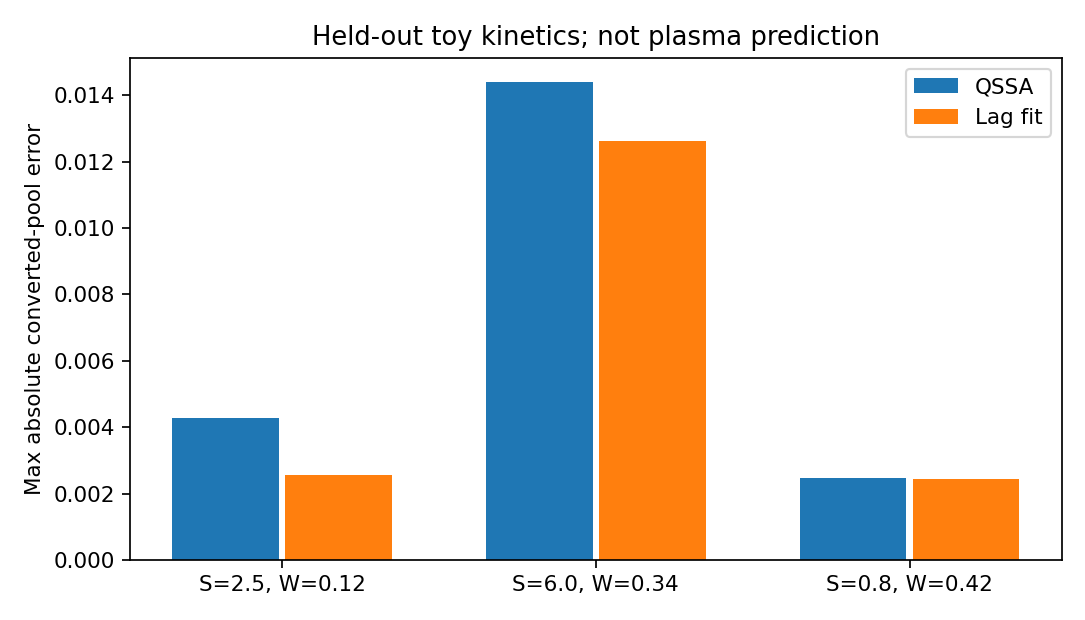 Held-out toy kinetics; not plasma prediction
Max absolute converted-pool error
0.014
0.012
0.010
0.008
0.006
0.004
0.002
0.000
QSSA
Lag fit
S=2.5, W=0.12
S=6.0, W=0.34
S=0.8, W=0.42